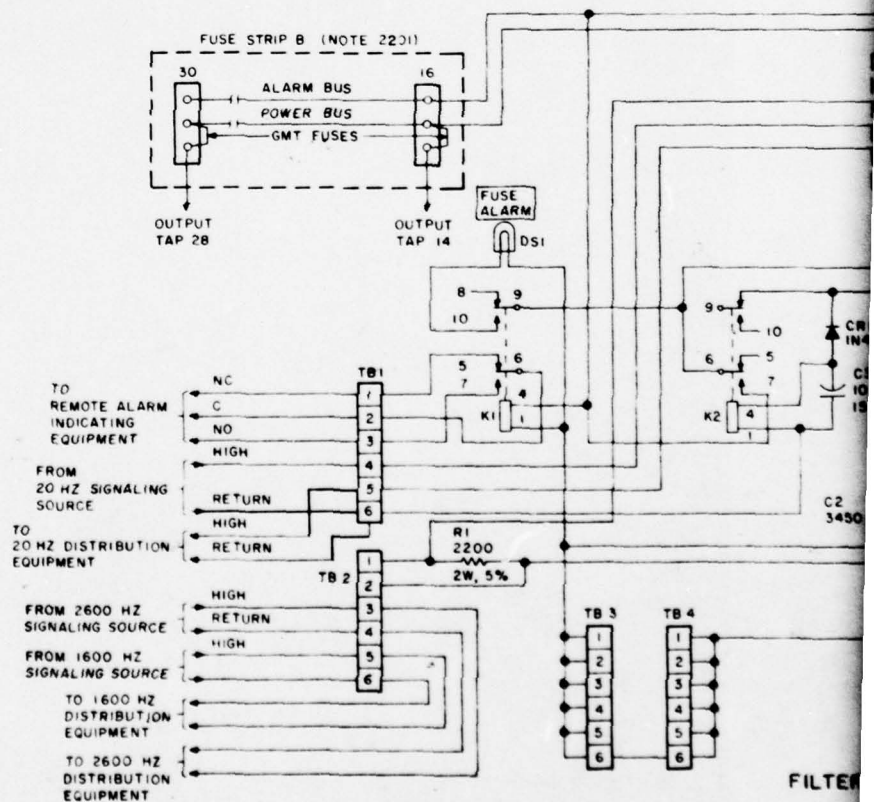 FUSE STRIP B (NOTE 2201)
30
16
ALARM BUS
POWER BUS
GMT FUSES
OUTPUT
TAP 28
OUTPUT
TAP 14
FUSE
ALARM
DS1
8
9
10
5
6
7
4
K1
1
9
10
6
5
7
K2
4
1
CR
1N4
C3
10
15
C2
3450
TB1
1
2
3
4
5
6
NC
C
NO
TO
REMOTE ALARM
INDICATING
EQUIPMENT
HIGH
RETURN
FROM
20 HZ SIGNALING
SOURCE
HIGH
RETURN
TO
20 HZ DISTRIBUTION
EQUIPMENT
R1
2200
2W, 5%
TB 2
1
2
3
4
5
6
HIGH
RETURN
FROM 2600 HZ
SIGNALING SOURCE
HIGH
FROM 1600 HZ
SIGNALING SOURCE
TO 1600 HZ
DISTRIBUTION
EQUIPMENT
TO 2600 HZ
DISTRIBUTION
EQUIPMENT
TB 3
1
2
3
4
5
6
TB 4
1
2
3
4
5
6
FILTER